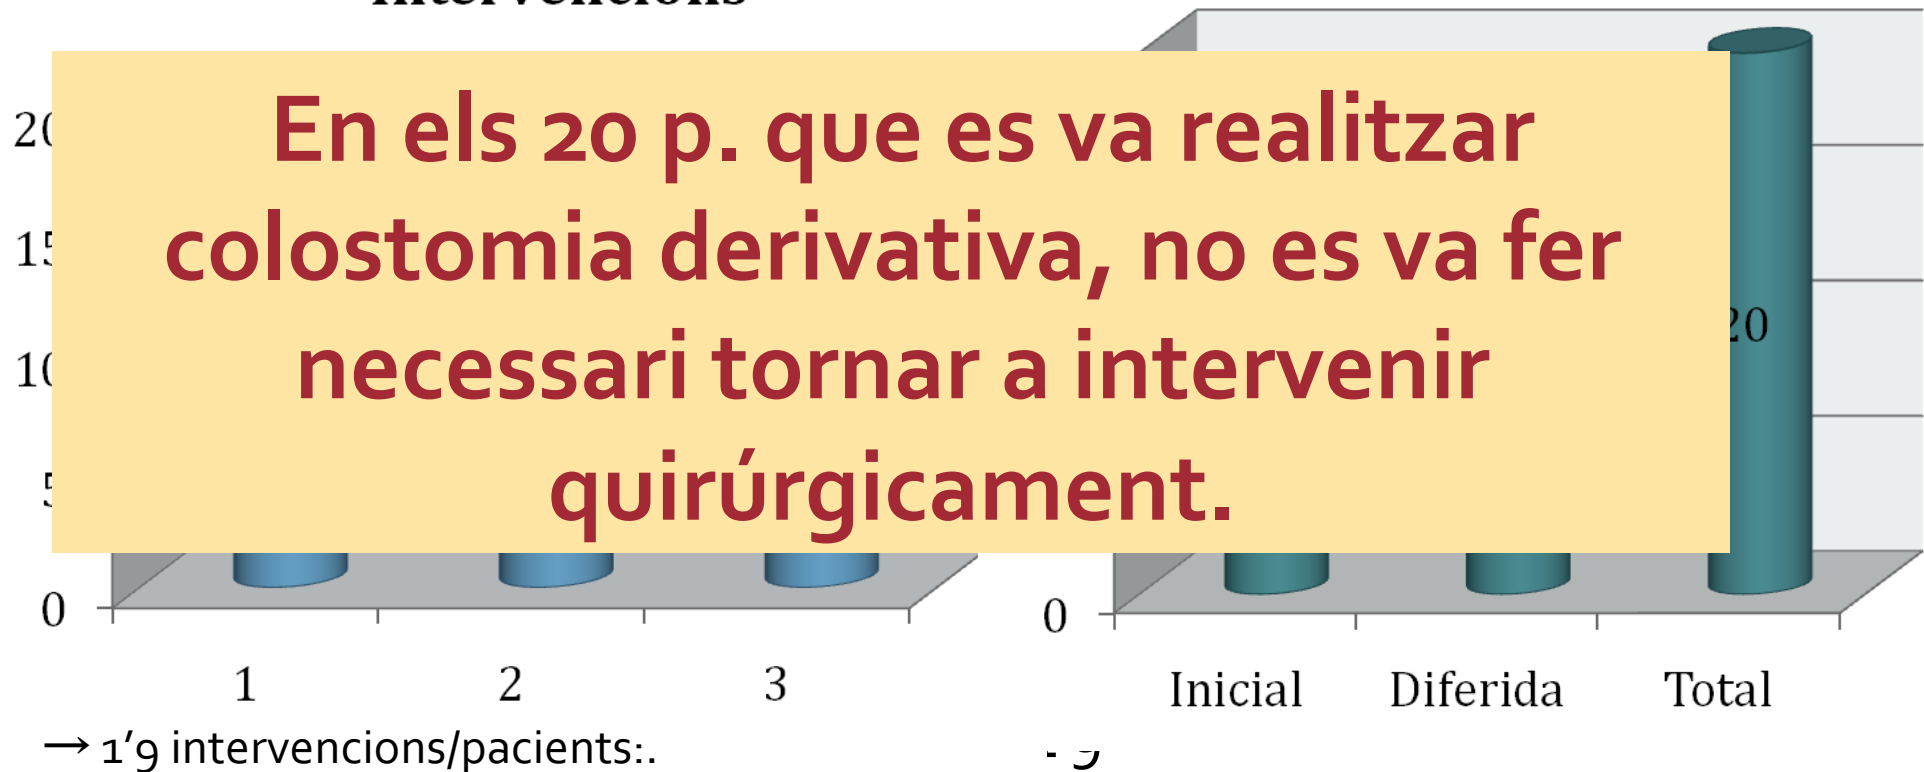 En els 20 p. que es va realitzar
colostomia derivativa, no es va fer
necessari tornar a intervenir
quirúrgicament.
20
0
1 2 3
→ 1’9 intervencions/pacients:.
0
Inicial Diferida Total